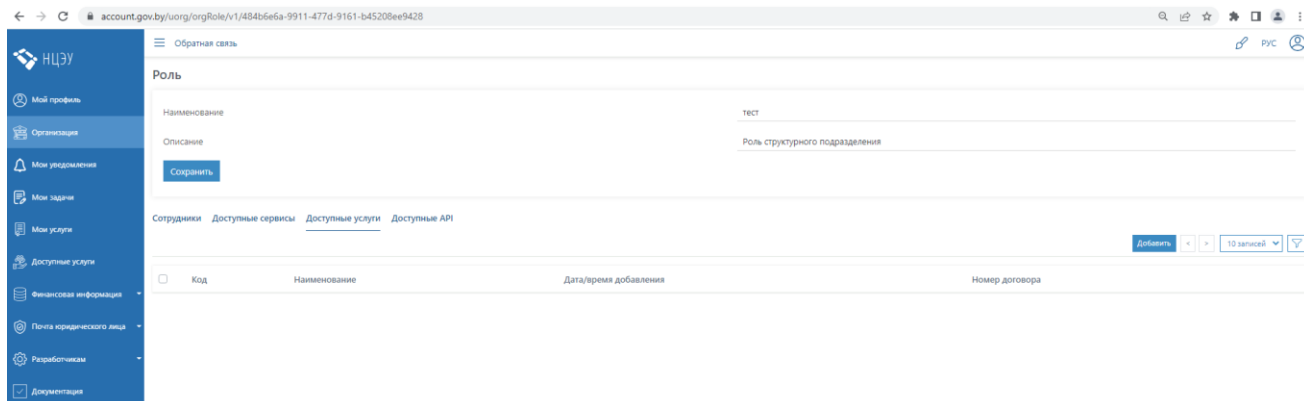 account.gov.by/uorg/orgRole/v1/484b6e6a-9911-477d-9161-b45208ee9428
НЦЭУ
Обратная связь
РУС
Мой профиль
Организация
Мои уведомления
Мои задачи
Мои услуги
Доступные услуги
Финансовая информация
Почта юридического лица
Разработчикам
Документация
Роль
Наименование
тест
Описание
Роль структурного подразделения
Сохранить
Сотрудники Доступные сервисы Доступные услуги Доступные API
Добавить < > 10 записей
Код Наименование Дата/время добавления Номер договора